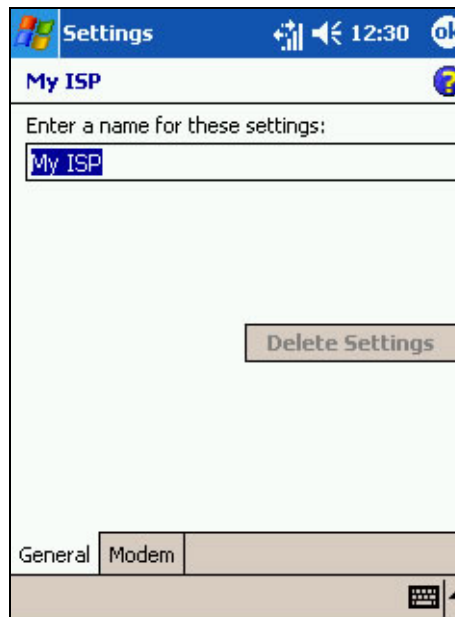 Settings 12:30 ok
My ISP ?
Enter a name for these settings:
My ISP
Delete Settings
General Modem